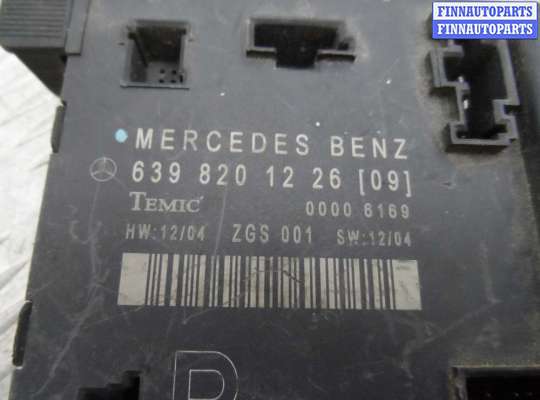 FINNAUTOPARTS
FINNAUTOPARTS
MERCEDES BENZ
639 820 12 26 [09]
TEMIC
0000 6169
HW:12/04 ZGS 001 SW:12/04
R